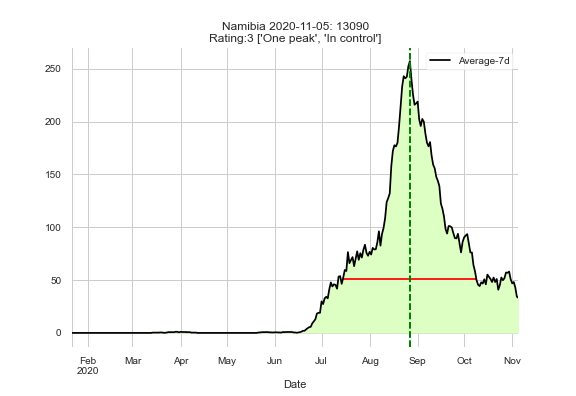 Namibia 2020-11-05: 13090
Rating:3 ['One peak', 'In control']
Average-7d
250
200
150
100
50
0
Feb
2020
Mar
Apr
May
Jun
Jul
Aug
Sep
Oct
Nov
Date